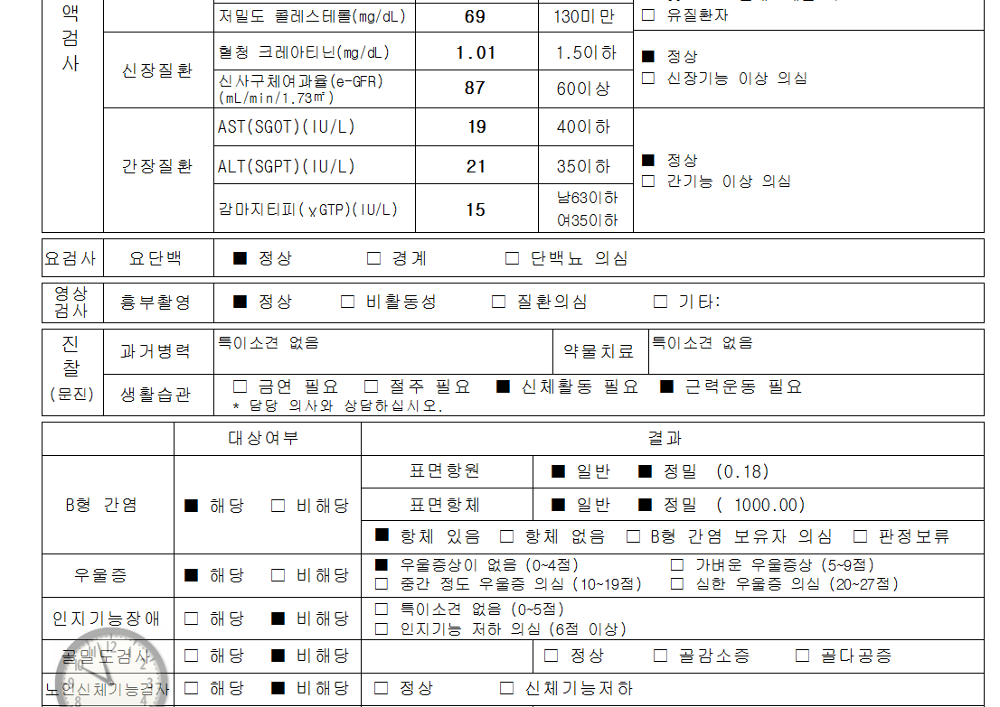 액
검
사
저밀도 콜레스테롤(mg/dL) 69 130미만 □ 유질환자
신장질환
혈청 크레아티닌(mg/dL) 1.01 1.5이하
신사구체여과율(e-GFR)
(mL/min/1.73㎡) 87 60이상
■ 정상
□ 신장기능 이상 의심
간장질환
AST(SGOT)(IU/L) 19 40이하
ALT(SGPT)(IU/L) 21 35이하
감마지티피(γGTP)(IU/L) 15 남63이하
여35이하
■ 정상
□ 간기능 이상 의심
요검사 요단백 ■ 정상 □ 경계 □ 단백뇨 의심
영상
검사 흉부촬영 ■ 정상 □ 비활동성 □ 질환의심 □ 기타:
진
찰
(문진)
과거병력 특이소견 없음 약물치료 특이소견 없음
생활습관 □ 금연 필요 □ 절주 필요 ■ 신체활동 필요 ■ 근력운동 필요
* 담당 의사와 상담하십시오.
대상여부 결과
B형 간염 ■ 해당 □ 비해당
표면항원 ■ 일반 ■ 정밀 (0.18)
표면항체 ■ 일반 ■ 정밀 ( 1000.00)
■ 항체 있음 □ 항체 없음 □ B형 간염 보유자 의심 □ 판정보류
우울증 ■ 해당 □ 비해당
■ 우울증상이 없음 (0~4점) □ 가벼운 우울증상 (5~9점)
□ 중간 정도 우울증 의심 (10~19점) □ 심한 우울증 의심 (20~27점)
인지기능장애 □ 해당 ■ 비해당
□ 특이소견 없음 (0~5점)
□ 인지기능 저하 의심 (6점 이상)
골밀도검사 □ 해당 ■ 비해당 □ 정상 □ 골감소증 □ 골다공증
노인신체기능검사 □ 해당 ■ 비해당 □ 정상 □ 신체기능저하